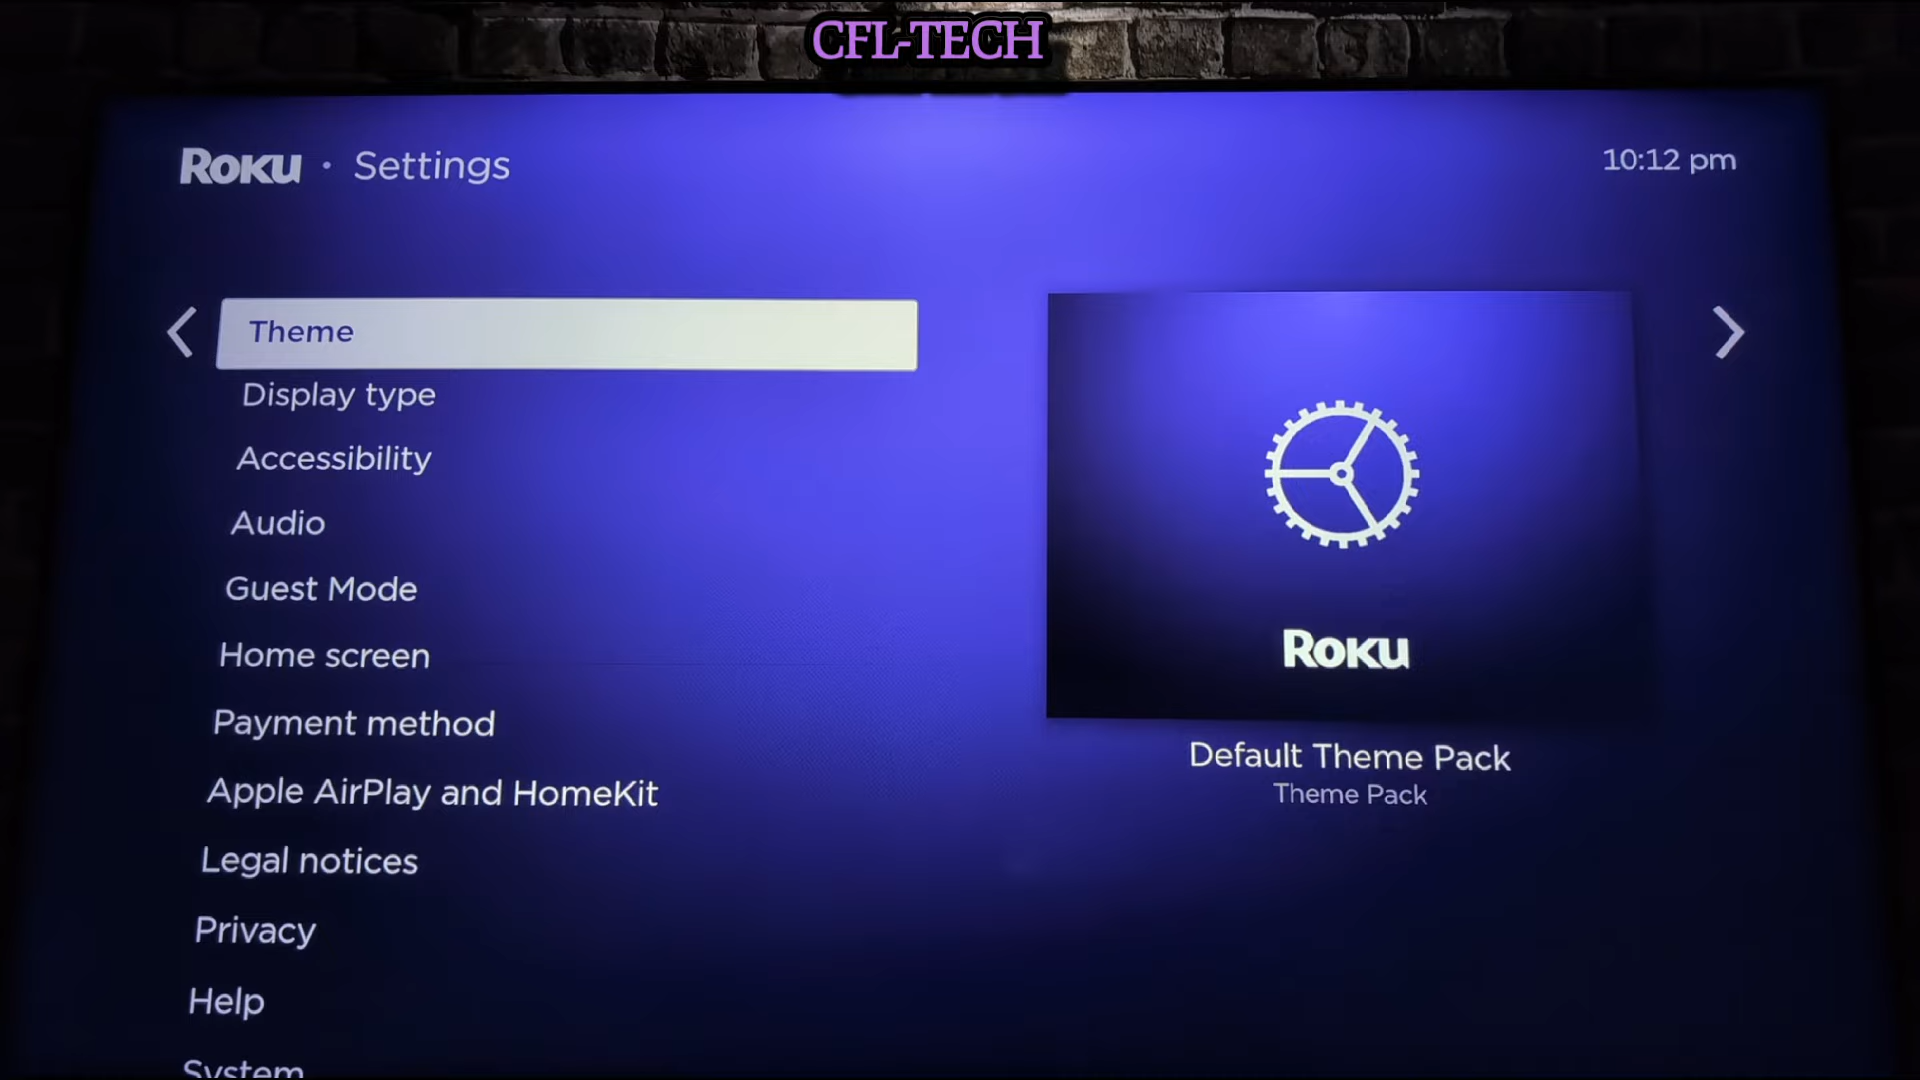 CFL-TECH
Roku · Settings
10:12 pm
Theme
Display type
Accessibility
Audio
Guest Mode
Home screen
Payment method
Apple AirPlay and HomeKit
Legal notices
Privacy
Help
System
Roku
Default Theme Pack
Theme Pack